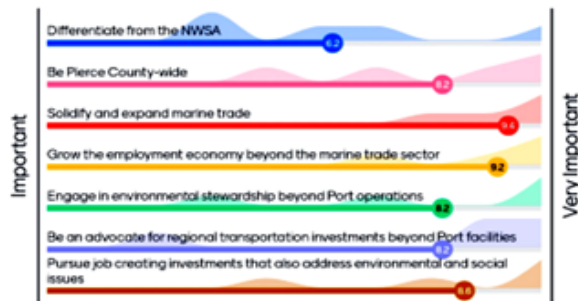 Differentiate from the NWSA
6.2
Be Pierce County-wide
8.2
Solidify and expand marine trade
9.4
Grow the employment economy beyond the marine trade sector
9.2
Engage in environmental stewardship beyond Port operations
8.2
Be an advocate for regional transportation investments beyond Port facilities
8.2
Pursue job creating investments that also address environmental and social
issues
8.6
Important
Very Important